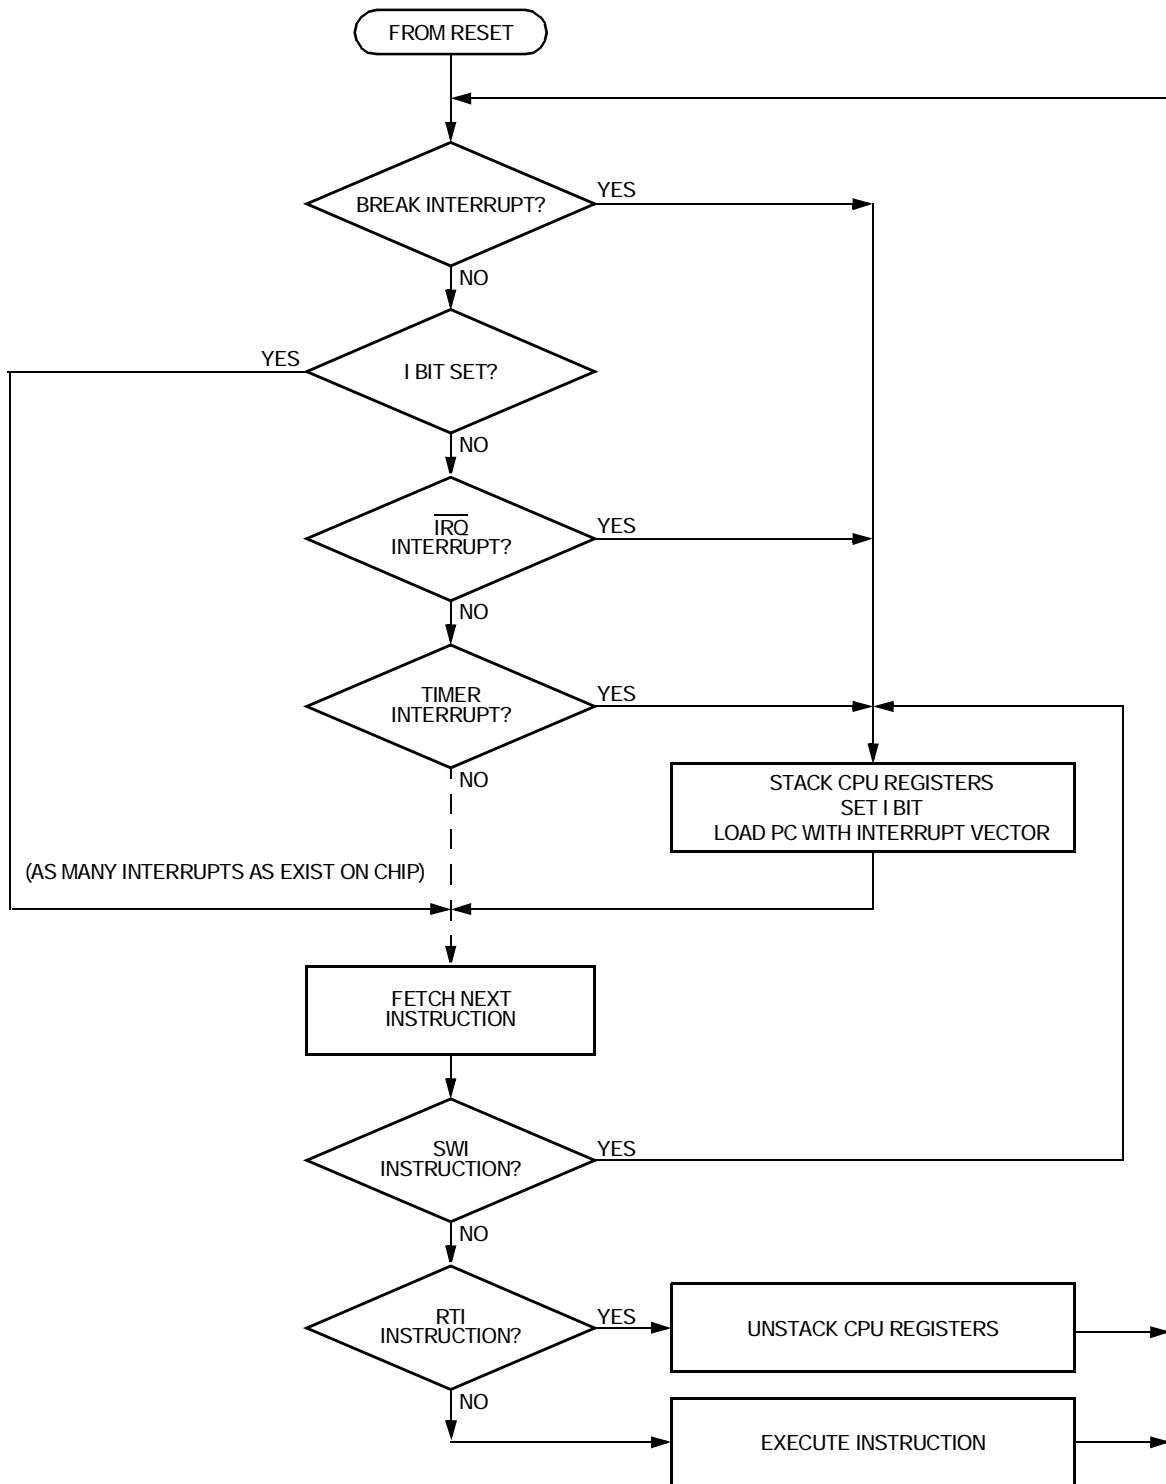 FROM RESET
BREAK INTERRUPT?
YES
NO
YES
I BIT SET?
NO
IRQ
INTERRUPT?
YES
NO
TIMER
INTERRUPT?
YES
NO
STACK CPU REGISTERS
SET I BIT
LOAD PC WITH INTERRUPT VECTOR
(AS MANY INTERRUPTS AS EXIST ON CHIP)
FETCH NEXT
INSTRUCTION
SWI
INSTRUCTION?
YES
NO
RTI
INSTRUCTION?
YES
UNSTACK CPU REGISTERS
NO
EXECUTE INSTRUCTION